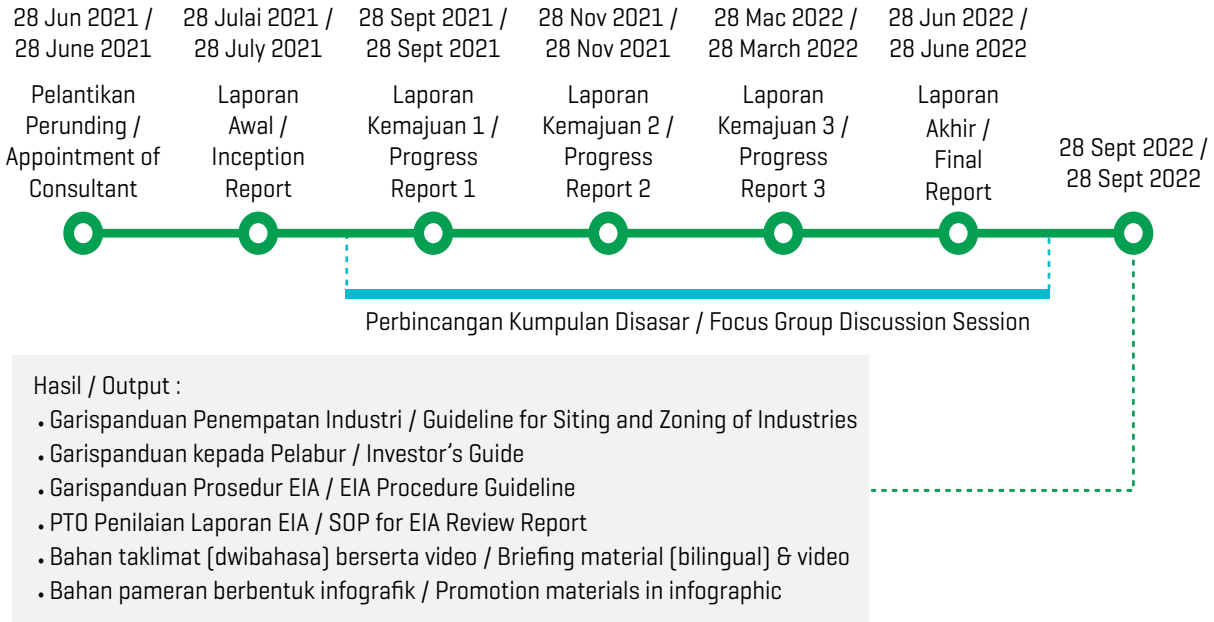 28 Jun 2021 /
28 June 2021
Pelantikan
Perunding /
Appointment of
Consultant
28 Julai 2021 /
28 July 2021
Laporan
Awal /
Inception
Report
28 Sept 2021 /
28 Sept 2021
Laporan
Kemajuan 1 /
Progress
Report 1
28 Nov 2021 /
28 Nov 2021
Laporan
Kemajuan 2 /
Progress
Report 2
28 Mac 2022 /
28 March 2022
Laporan
Kemajuan 3 /
Progress
Report 3
28 Jun 2022 /
28 June 2022
Laporan
Akhir /
Final
Report
28 Sept 2022 /
28 Sept 2022
Perbincangan Kumpulan Disasar / Focus Group Discussion Session
Hasil / Output :
• Garispanduan Penempatan Industri / Guideline for Siting and Zoning of Industries
• Garispanduan kepada Pelabur / Investor’s Guide
• Garispanduan Prosedur EIA / EIA Procedure Guideline
• PTO Penilaian Laporan EIA / SOP for EIA Review Report
• Bahan taklimat (dwibahasa) berserta video / Briefing material (bilingual) & video
• Bahan pameran berbentuk infografik / Promotion materials in infographic